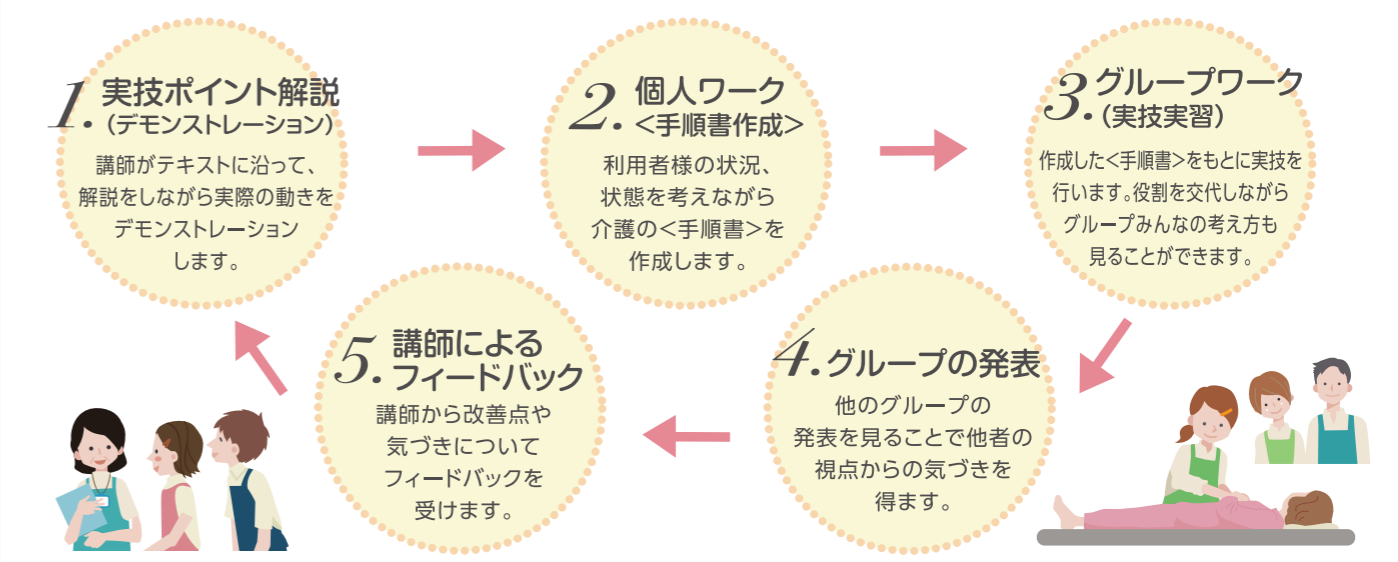 1. 実技ポイント解説
(デモンストレーション)
講師がテキストに沿って、
解説をしながら実際の動きを
デモンストレーション
します。
2. 個人ワーク
<手順書作成>
利用者様の状況、
状態を考えながら
介護の<手順書>を
作成します。
3. グループワーク
(実技実習)
作成した<手順書>をもとに実技を
行います。役割を交代しながら
グループみんなの考え方も
見ることができます。
4. グループの発表
他のグループの
発表を見ることで他者の
視点からの気づきを
得ます。
5. 講師による
フィードバック
講師から改善点や
気づきについて
フィードバックを
受けます。